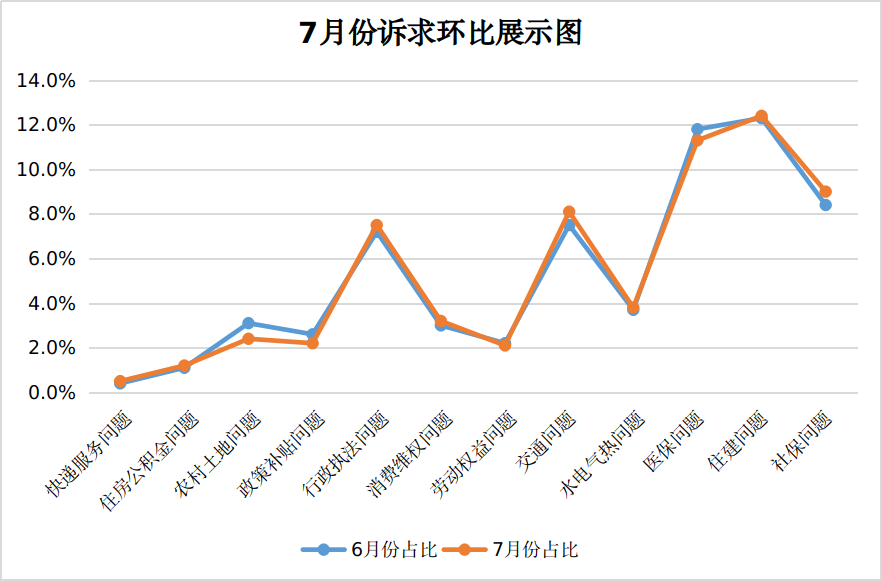 7月份诉求环比展示图
14.0%
12.0%
10.0%
8.0%
6.0%
4.0%
2.0%
0.0%
快递服务问题
住房公积金问题
农村土地问题
政策补贴问题
行政执法问题
消费维权问题
劳动权益问题
交通问题
水电气热问题
医保问题
住建问题
社保问题
6月份占比 7月份占比